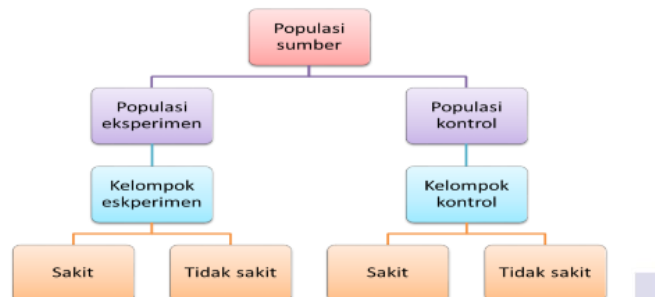 Populasi
sumber
Populasi
eksperimen
Populasi
kontrol
Kelompok
eskperimen
Kelompok
kontrol
Sakit
Tidak sakit
Sakit
Tidak sakit